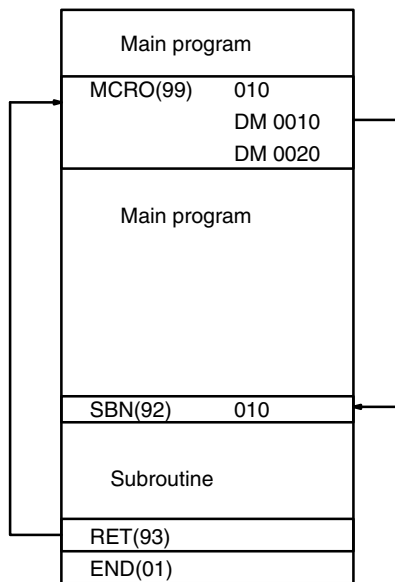 Main program
MCRO(99) 010
DM 0010
DM 0020
Main program
SBN(92) 010
Subroutine
RET(93)
END(01)